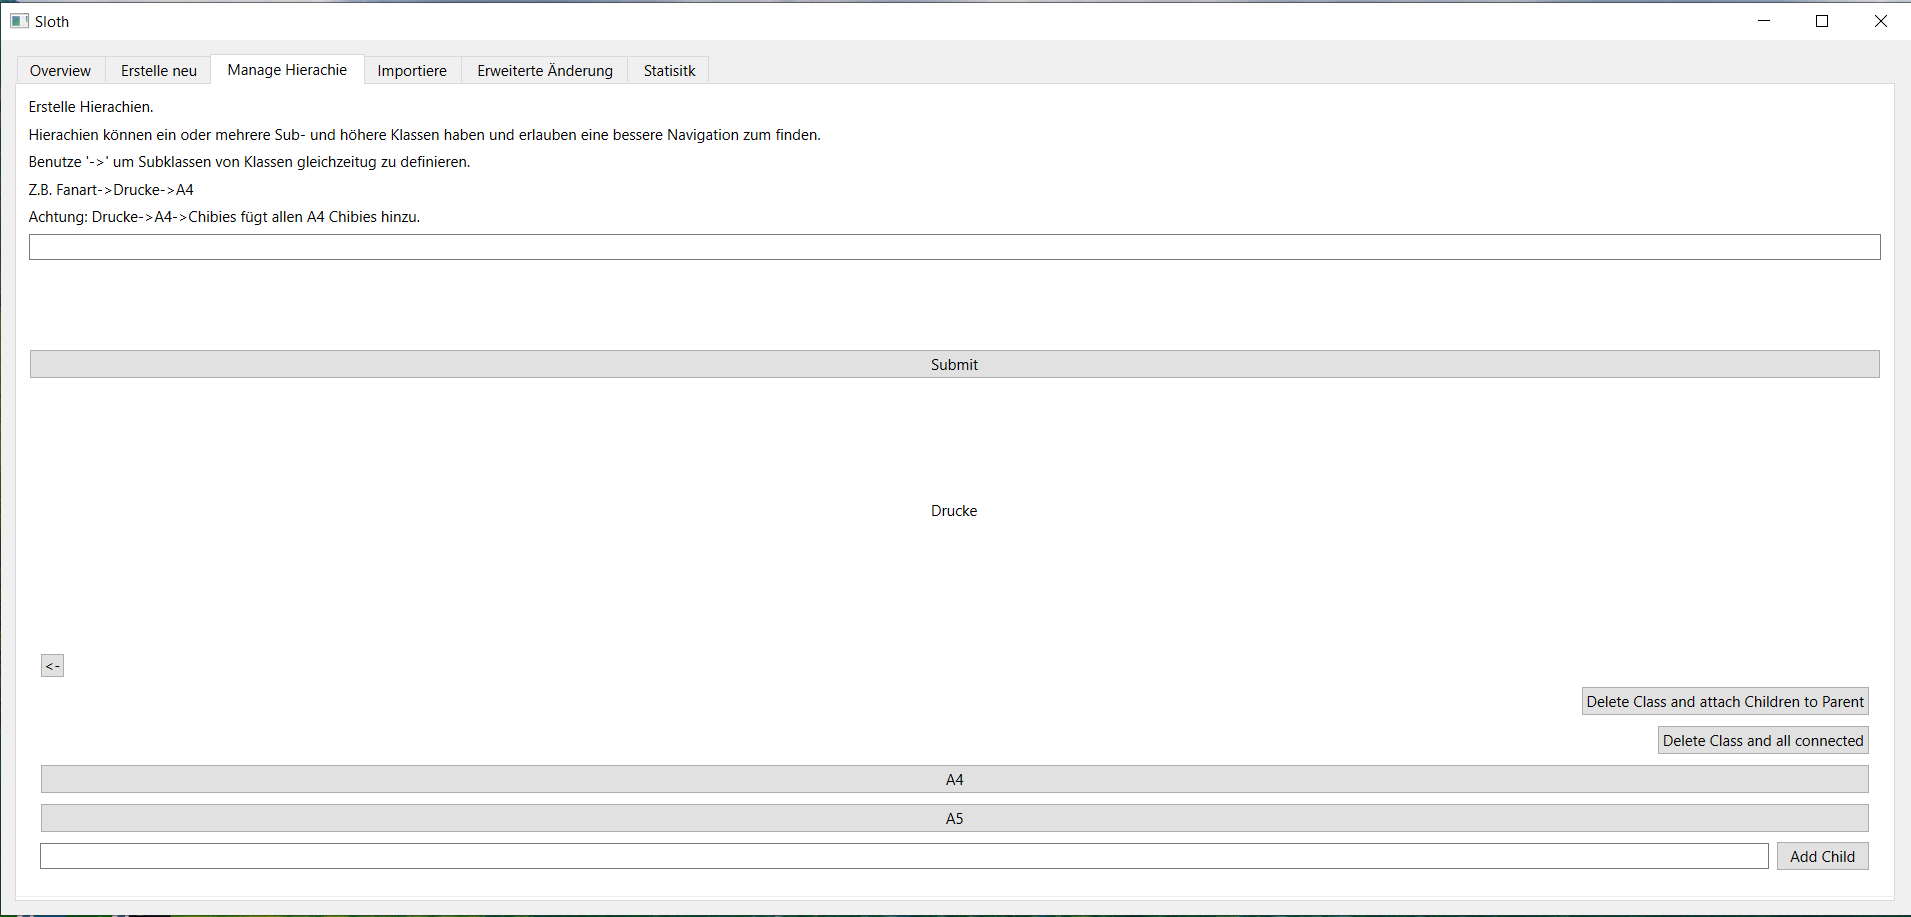 Sloth
Overview Erstelle neu Manage Hierachie Importiere Erweiterte Änderung Statisitk
Erstelle Hierachien.
Hierachien können ein oder mehrere Sub- und höhere Klassen haben und erlauben eine bessere Navigation zum finden.
Benutze '->' um Subklassen von Klassen gleichzeitug zu definieren.
Z.B. Fanart->Drucke->A4
Achtung: Drucke->A4->Chibies fügt allen A4 Chibies hinzu.
Submit
Drucke
<-
Delete Class and attach Children to Parent
Delete Class and all connected
A4
A5
Add Child